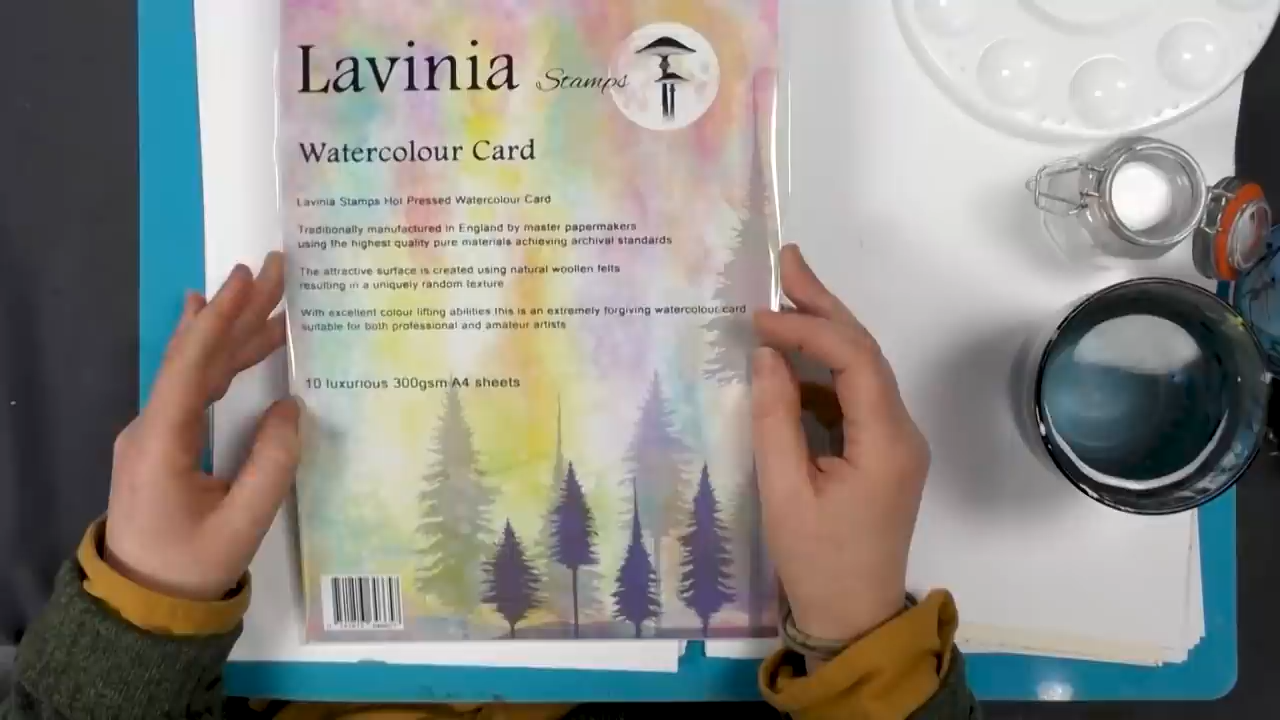 Lavinia Stamps
Watercolour Card
Lavinia Stamps Hot Pressed Watercolour Card
Traditionally manufactured in England by master papermakers
using the highest quality pure materials achieving archival standards
The attractive surface is created using natural woollen felts
resulting in a uniquely random texture
With excellent colour lifting abilities this is an extremely forgiving watercolour card
suitable for both professional and amateur artists
10 luxurious 300gsm A4 sheets